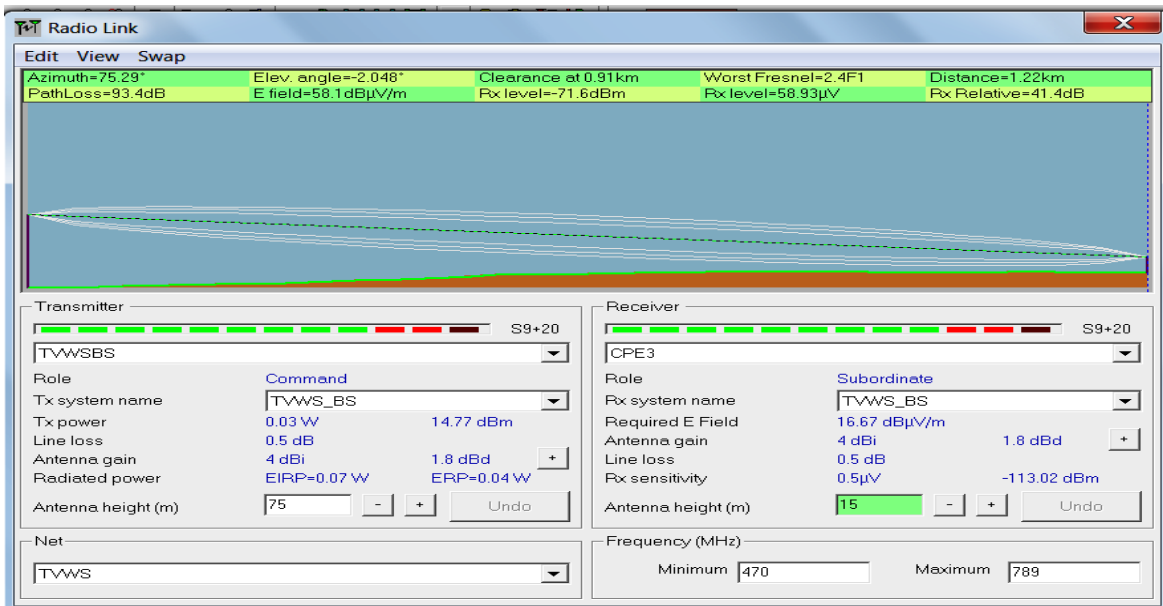 Radio Link
Edit View Swap
Azimuth=75.29° Elev. angle=-2.048° Clearance at 0.91km Worst Fresnel=2.4F1 Distance=1.22km
PathLoss=93.4dB E field=58.1dBµV/m Rx level=-71.6dBm Rx level=58.93µV Rx Relative=41.4dB
Transmitter
S9+20
TVWSBS
Role Command
Tx system name TVWS_BS
Tx power 0.03 W 14.77 dBm
Line loss 0.5 dB
Antenna gain 4 dBi 1.8 dBd +
Radiated power EIRP=0.07 W ERP=0.04 W
Antenna height (m) 75 - + Undo
Net
TVWS
Receiver
S9+20
CPE3
Role Subordinate
Rx system name TVWS_BS
Required E Field 16.67 dBµV/m
Antenna gain 4 dBi 1.8 dBd +
Line loss 0.5 dB
Rx sensitivity 0.5µV -113.02 dBm
Antenna height (m) 15 - + Undo
Frequency (MHz)
Minimum 470 Maximum 789